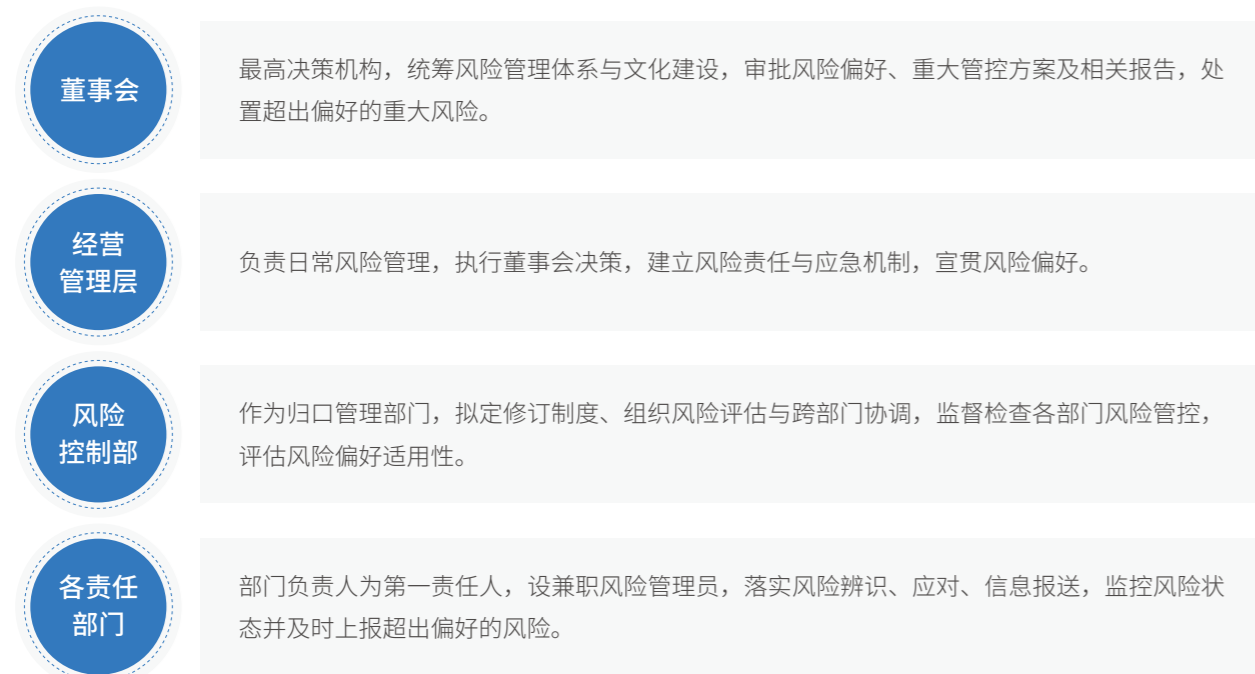 董事会
最高决策机构，统筹风险管理体系与文化建设，审批风险偏好、重大管控方案及相关报告，处
置超出偏好的重大风险。
经营
管理层
负责日常风险管理，执行董事会决策，建立风险责任与应急机制，宣贯风险偏好。
风险
控制部
作为归口管理部门，拟定修订制度、组织风险评估与跨部门协调，监督检查各部门风险管控，
评估风险偏好适用性。
各责任
部门
部门负责人为第一责任人，设兼职风险管理员，落实风险辨识、应对、信息报送，监控风险状
态并及时上报超出偏好的风险。